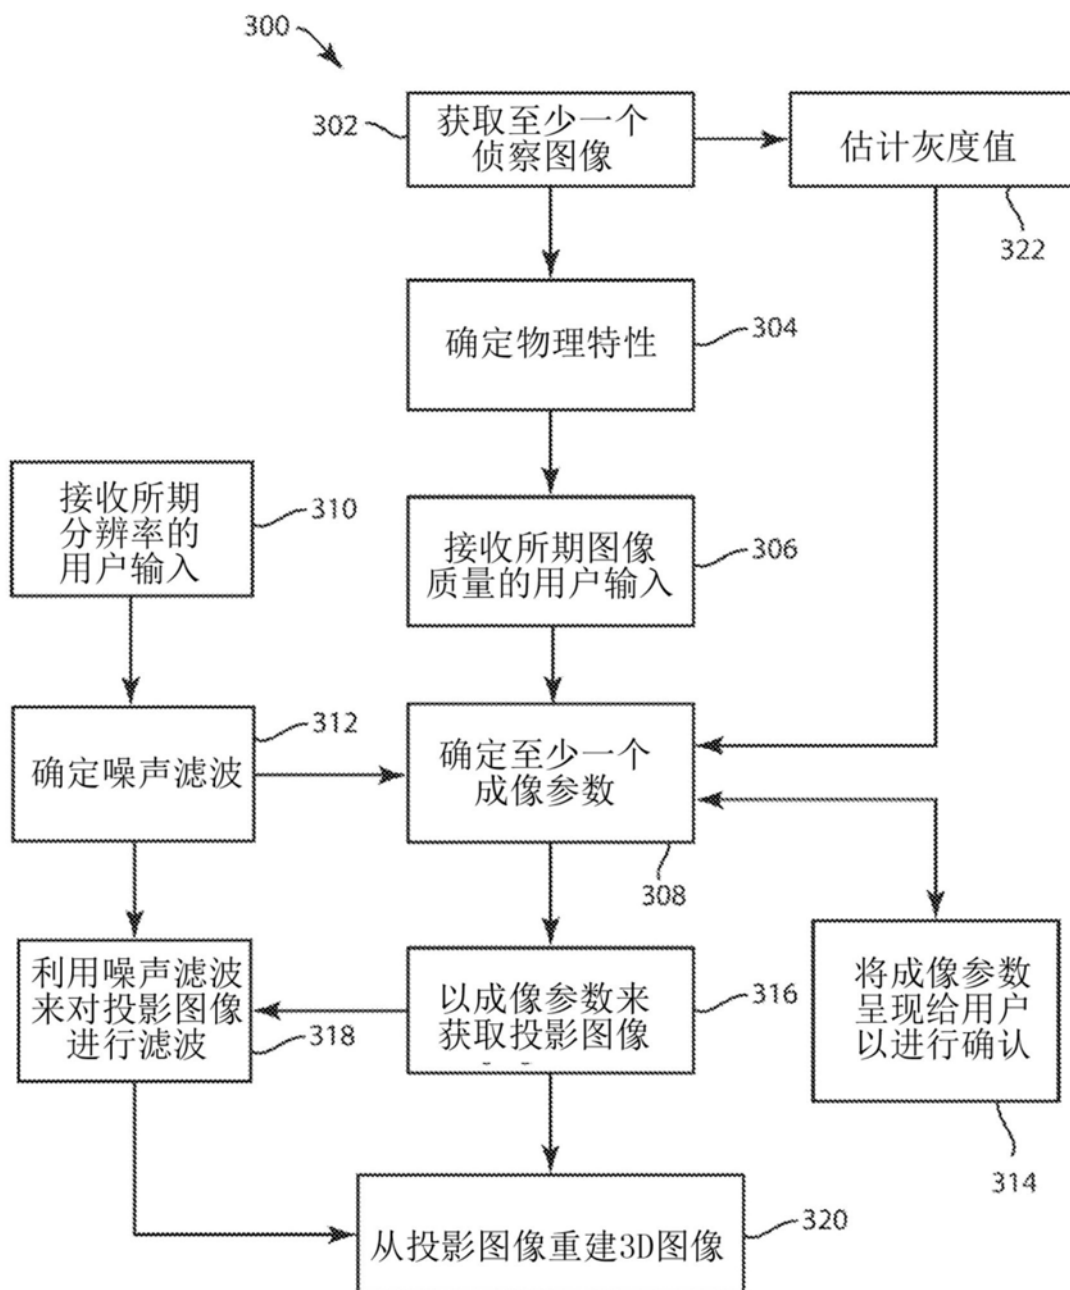 300
302
获取至少一个
侦察图像
估计灰度值
322
确定物理特性
304
接收所期
分辨率的
用户输入
310
接收所期图像
质量的用户输入
306
确定噪声滤波
312
确定至少一个
成像参数
308
利用噪声滤波
来对投影图像
进行滤波
318
以成像参数来
获取投影图像
316
将成像参数
呈现给用户
以进行确认
314
从投影图像重建3D图像
320